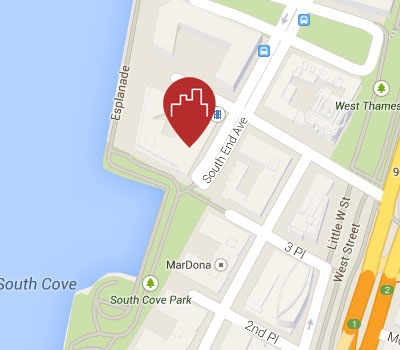 Esplanade
West Thames
South End Ave
9
Little W St
West Street
3 Pl
MarDona
South Cove
South Cove Park
2nd Pl
1
2
Mo